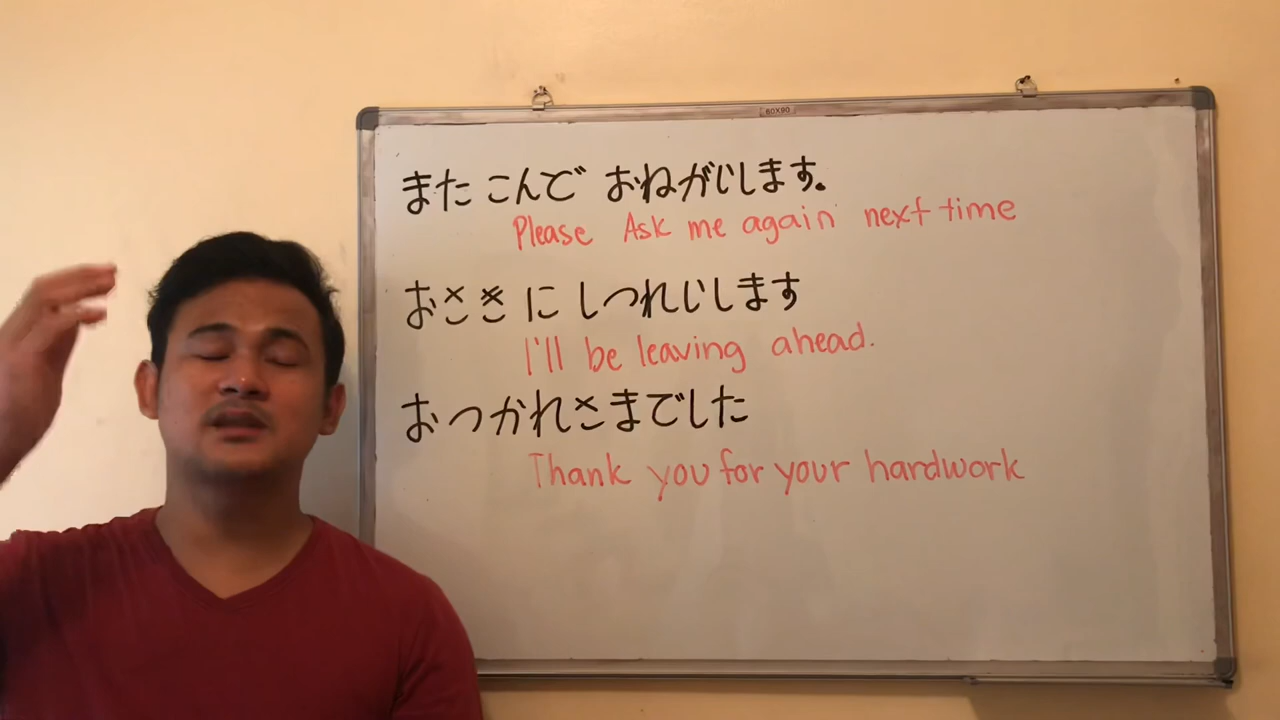 60X90
また こんど おねがいします。
Please Ask me again next time
おさきに しつれいします
I'll be leaving ahead.
おつかれさまでした
Thank you for your hardwork